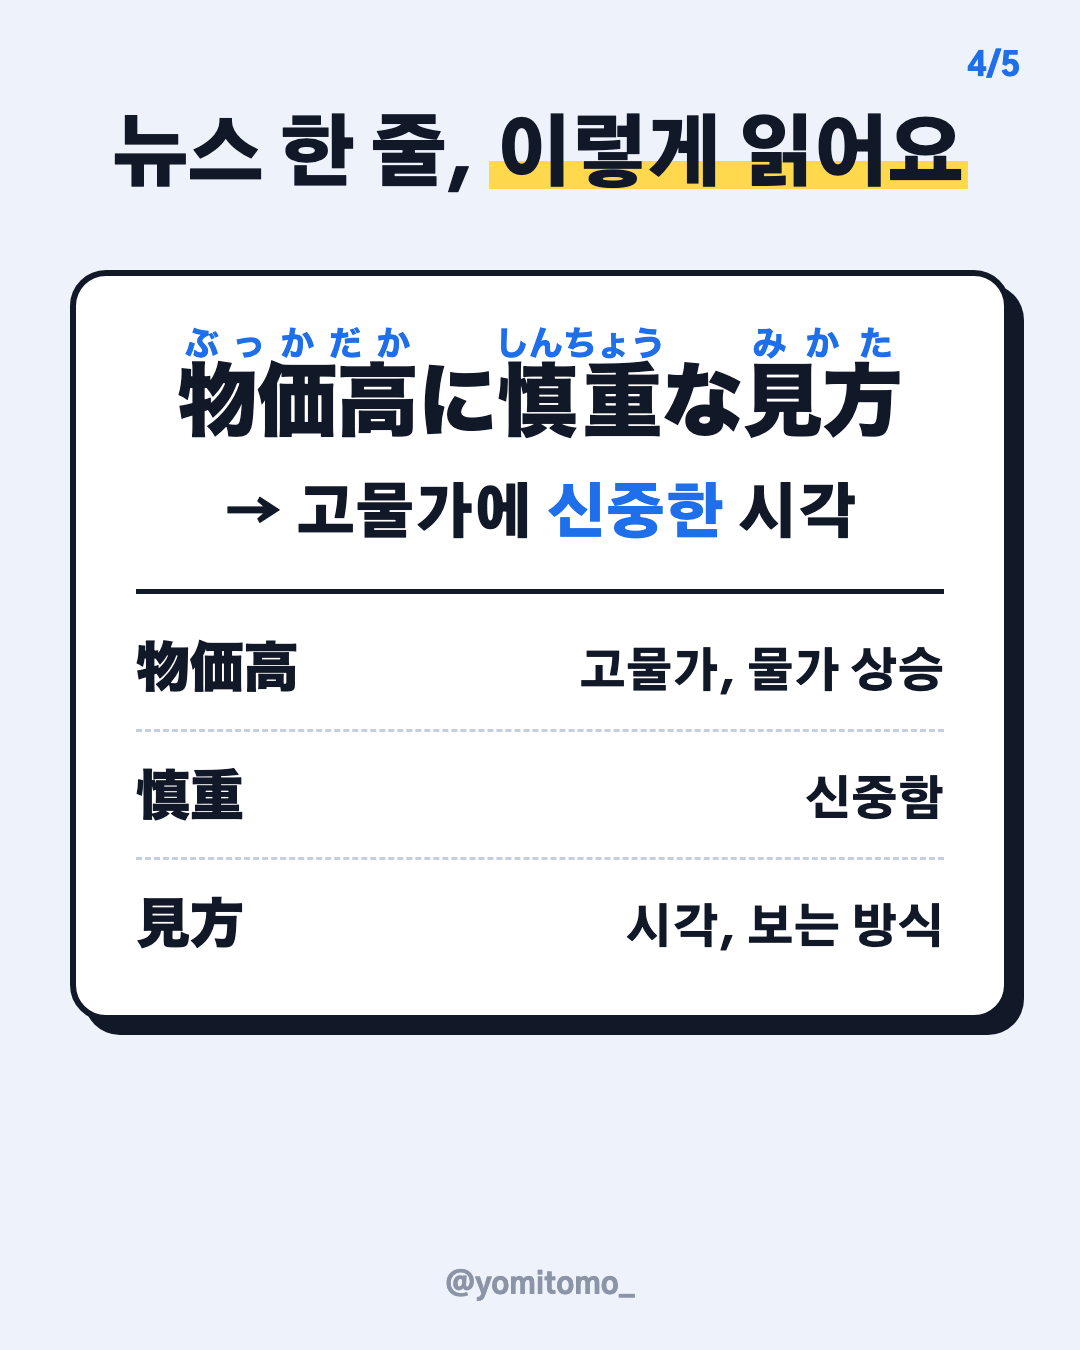 4/5
뉴스 한 줄, 이렇게 읽어요
ぶっかだか しんちょう みかた
物価高に慎重な見方
→ 고물가에 신중한 시각
物価高 고물가, 물가 상승
慎重 신중함
見方 시각, 보는 방식
@yomitomo_